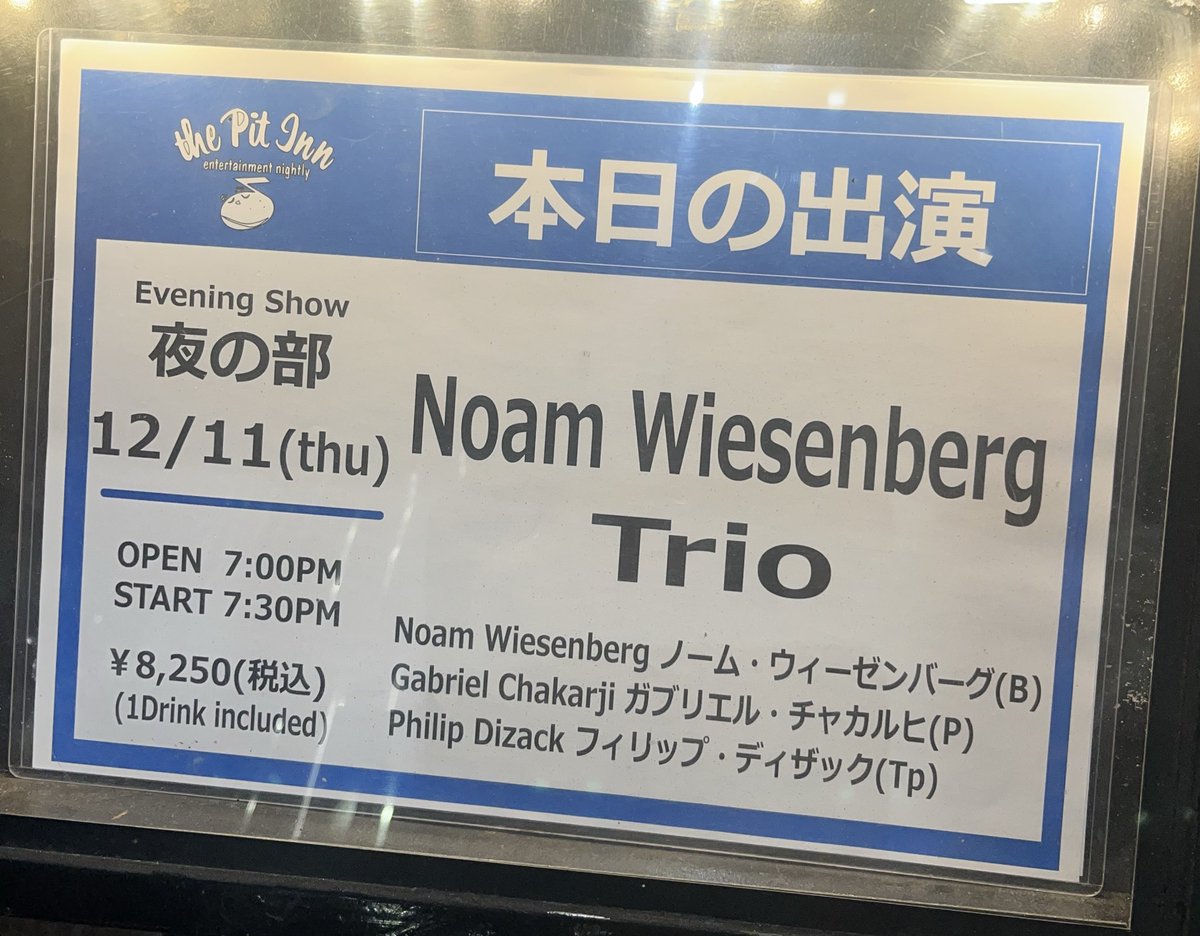 the Pit Inn
entertainment nightly
本日の出演
Evening Show
夜の部
12/11(thu)
OPEN 7:00PM
START 7:30PM
¥8,250(税込)
(1Drink included)
Noam Wiesenberg
Trio
Noam Wiesenberg ノーム・ウィーゼンバーグ(B)
Gabriel Chakarji ガブリエル・チャカルヒ(P)
Philip Dizack フィリップ・ディザック(Tp)